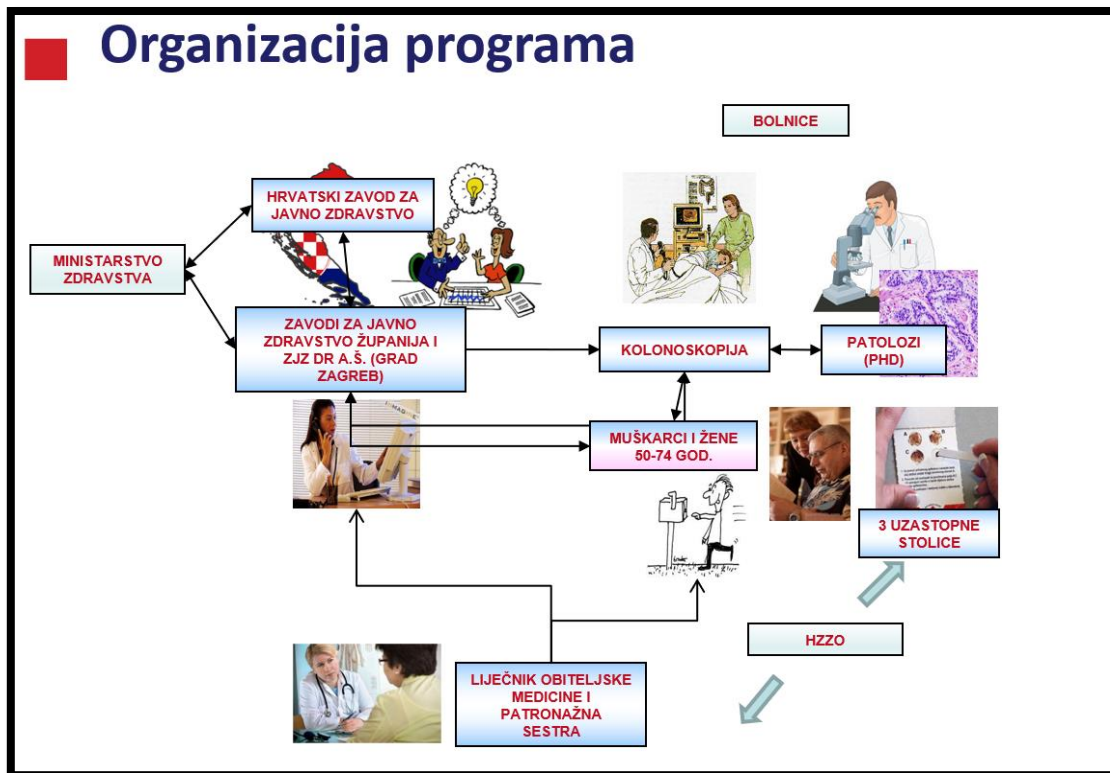 Organizacija programa
BOLNICE
HRVATSKI ZAVOD ZA
JAVNO ZDRAVSTVO
MINISTARSTVO
ZDRAVSTVA
ZAVODI ZA JAVNO
ZDRAVSTVO ŽUPANIJA I
ZJZ DR A.Š. (GRAD
ZAGREB)
KOLONOSKOPIJA
PATOLOZI
(PHD)
MUŠKARCI I ŽENE
50-74 GOD.
A
B
C
3 UZASTOPNE
STOLICE
HZZO
LIJEČNIK OBITELJSKE
MEDICINE I
PATRONAŽNA
SESTRA